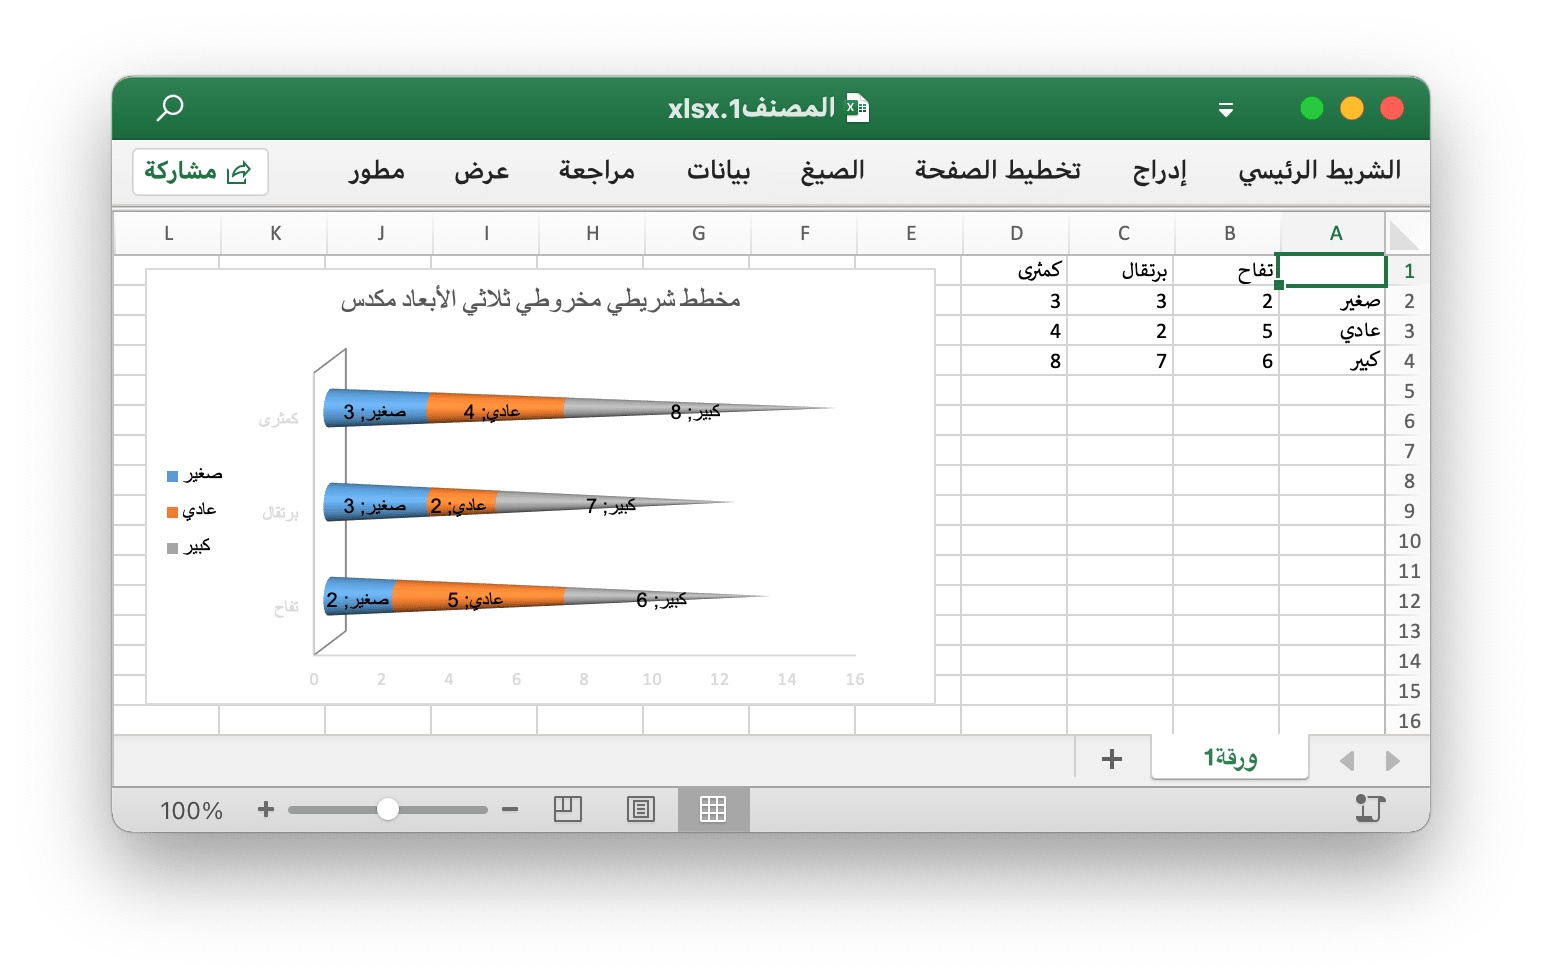 المصنف1.xlsx
الشريط الرئيسي إدراج تخطيط الصفحة الصيغ بيانات مراجعة عرض مطور مشاركة
A B C D E F G H I J K L
1 تفاح برتقال كمثرى
2 صغير 2 3 3
3 عادي 5 2 4
4 كبير 6 7 8
5
6
7
8
9
10
11
12
13
14
15
16
مخطط شريطي مخروطي ثلاثي الأبعاد مكدس
كمثرى صغير; 3 عادي; 4 كبير; 8
برتقال صغير; 3 عادي; 2 كبير; 7
تفاح صغير; 2 عادي; 5 كبير; 6
0 2 4 6 8 10 12 14 16
صغير
عادي
كبير
ورقة1
100%